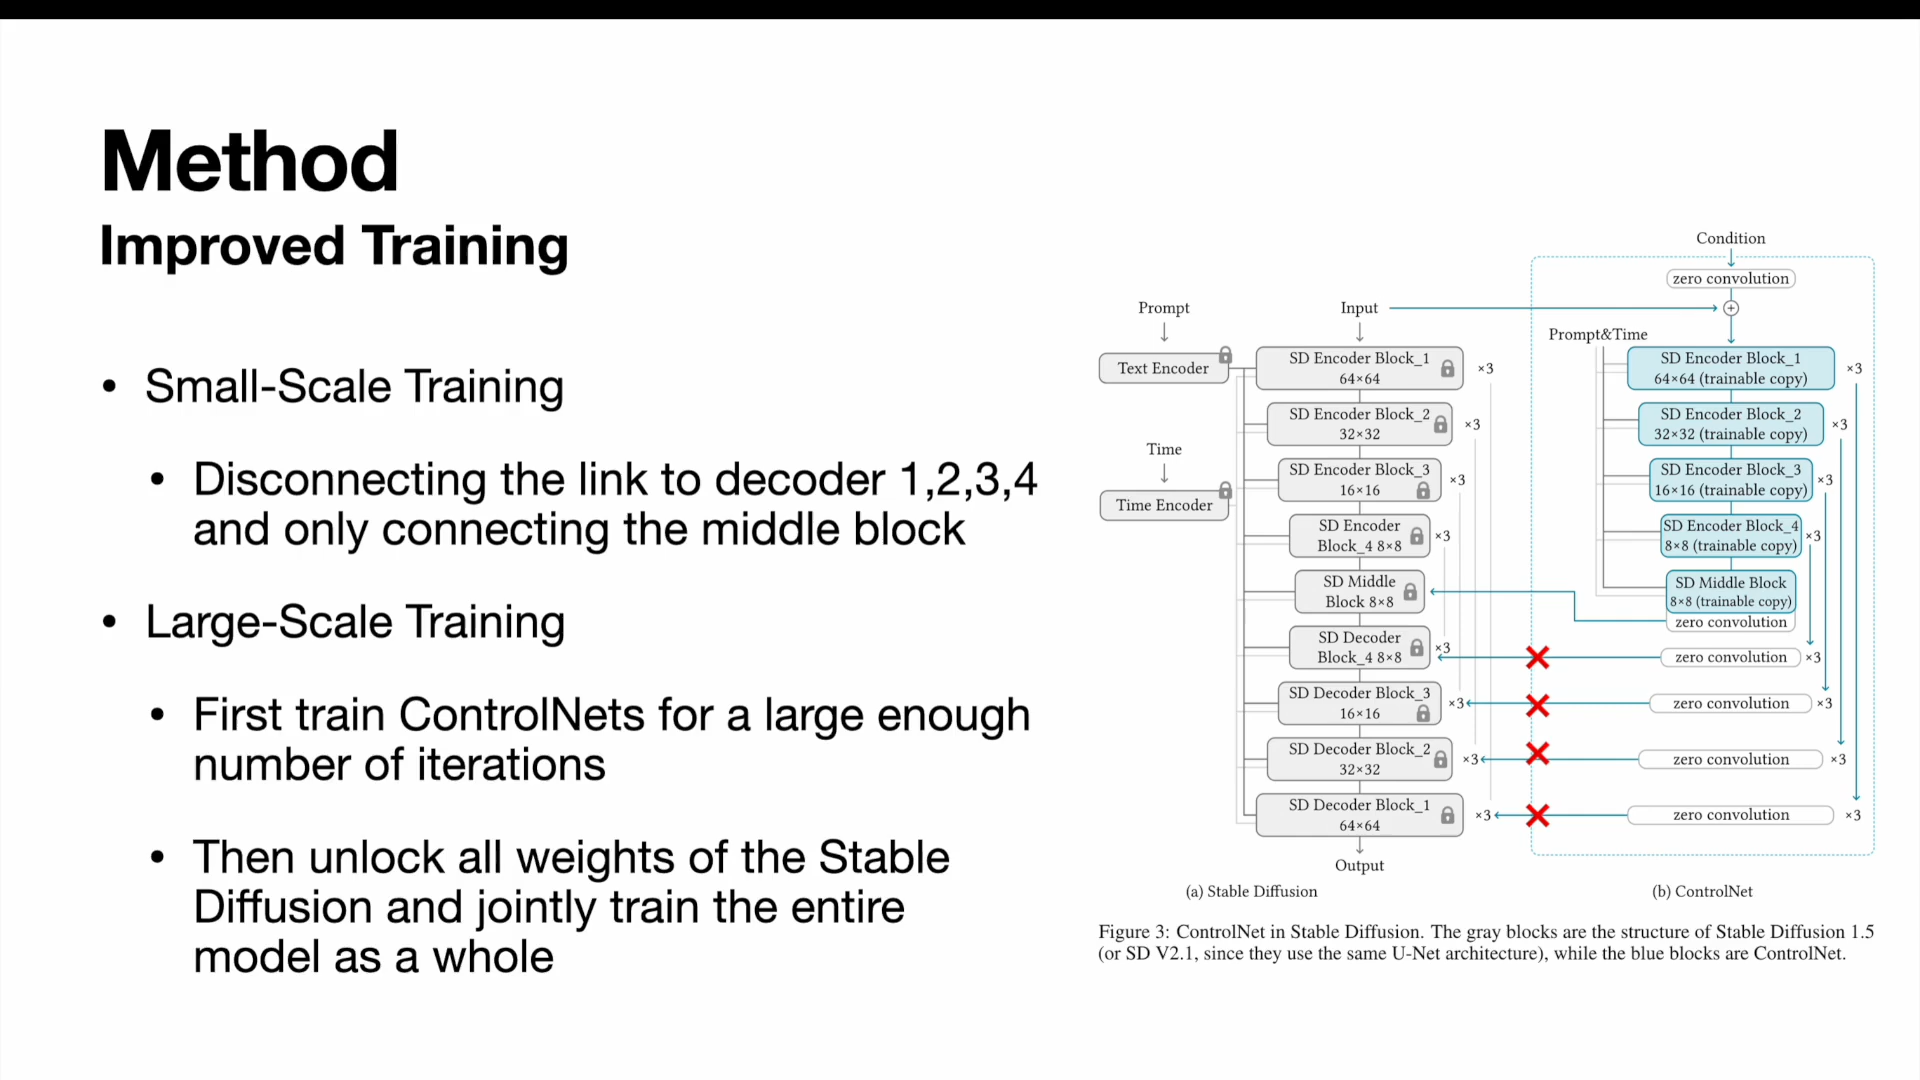 Method
Improved Training
• Small-Scale Training
• Disconnecting the link to decoder 1,2,3,4
and only connecting the middle block
• Large-Scale Training
• First train ControlNets for a large enough
number of iterations
• Then unlock all weights of the Stable
Diffusion and jointly train the entire
model as a whole
Prompt
Text Encoder
Time
Time Encoder
Input
SD Encoder Block_1
64×64
×3
SD Encoder Block_2
32×32
×3
SD Encoder Block_3
16×16
×3
SD Encoder
Block_4 8×8
×3
SD Middle
Block 8×8
SD Decoder
Block_4 8×8
×3
SD Decoder Block_3
16×16
×3
SD Decoder Block_2
32×32
×3
SD Decoder Block_1
64×64
×3
Output
(a) Stable Diffusion
Condition
zero convolution
+
Prompt&Time
SD Encoder Block_1
64×64 (trainable copy)
×3
SD Encoder Block_2
32×32 (trainable copy)
×3
SD Encoder Block_3
16×16 (trainable copy)
×3
SD Encoder Block_4
8×8 (trainable copy)
×3
SD Middle Block
8×8 (trainable copy)
zero convolution
zero convolution
×3
zero convolution
×3
zero convolution
×3
zero convolution
×3
(b) ControlNet
Figure 3: ControlNet in Stable Diffusion. The gray blocks are the structure of Stable Diffusion 1.5
(or SD V2.1, since they use the same U-Net architecture), while the blue blocks are ControlNet.